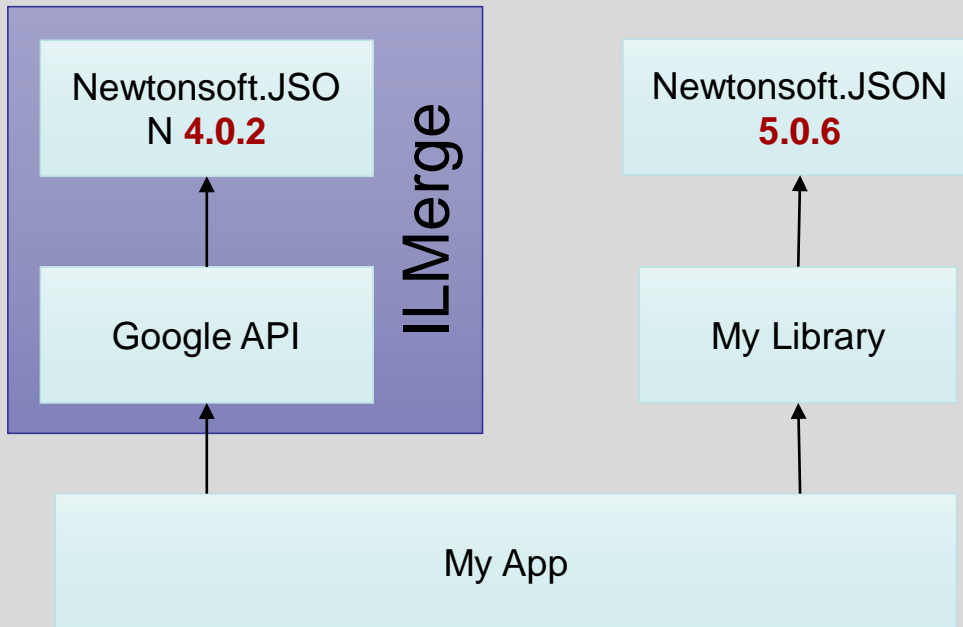 Newtonsoft.JSO
N 4.0.2
ILMerge
Newtonsoft.JSON
5.0.6
Google API
My Library
My App